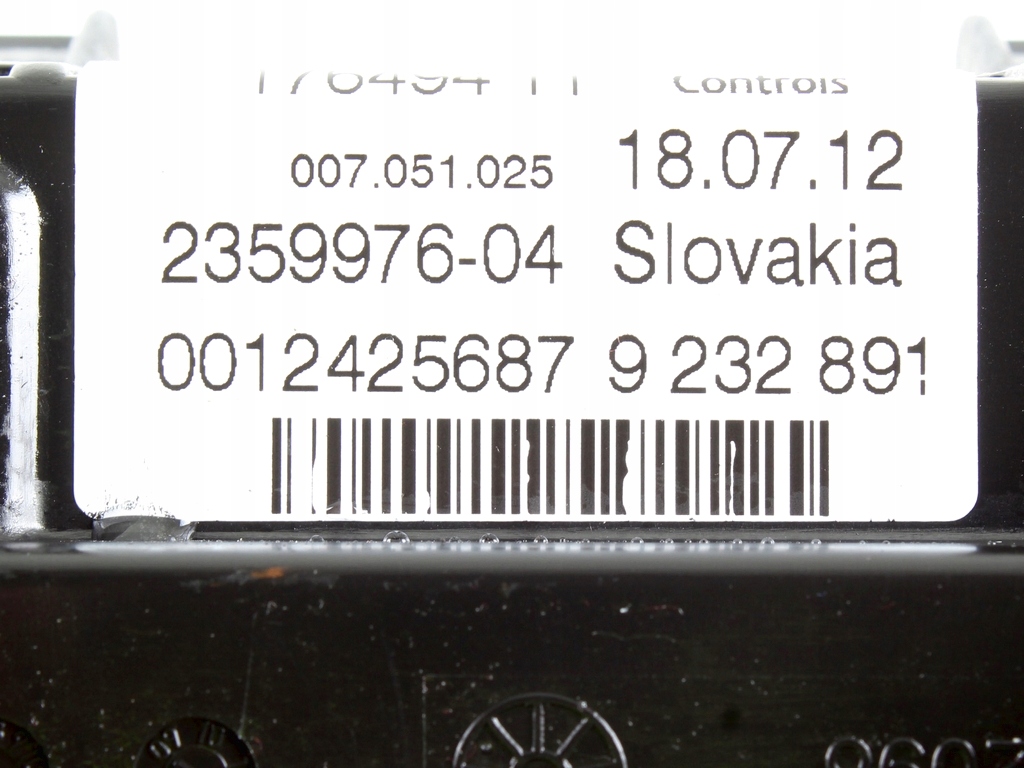 Controls
007.051.025 18.07.12
2359976-04 Slovakia
0012425687 9 232 891